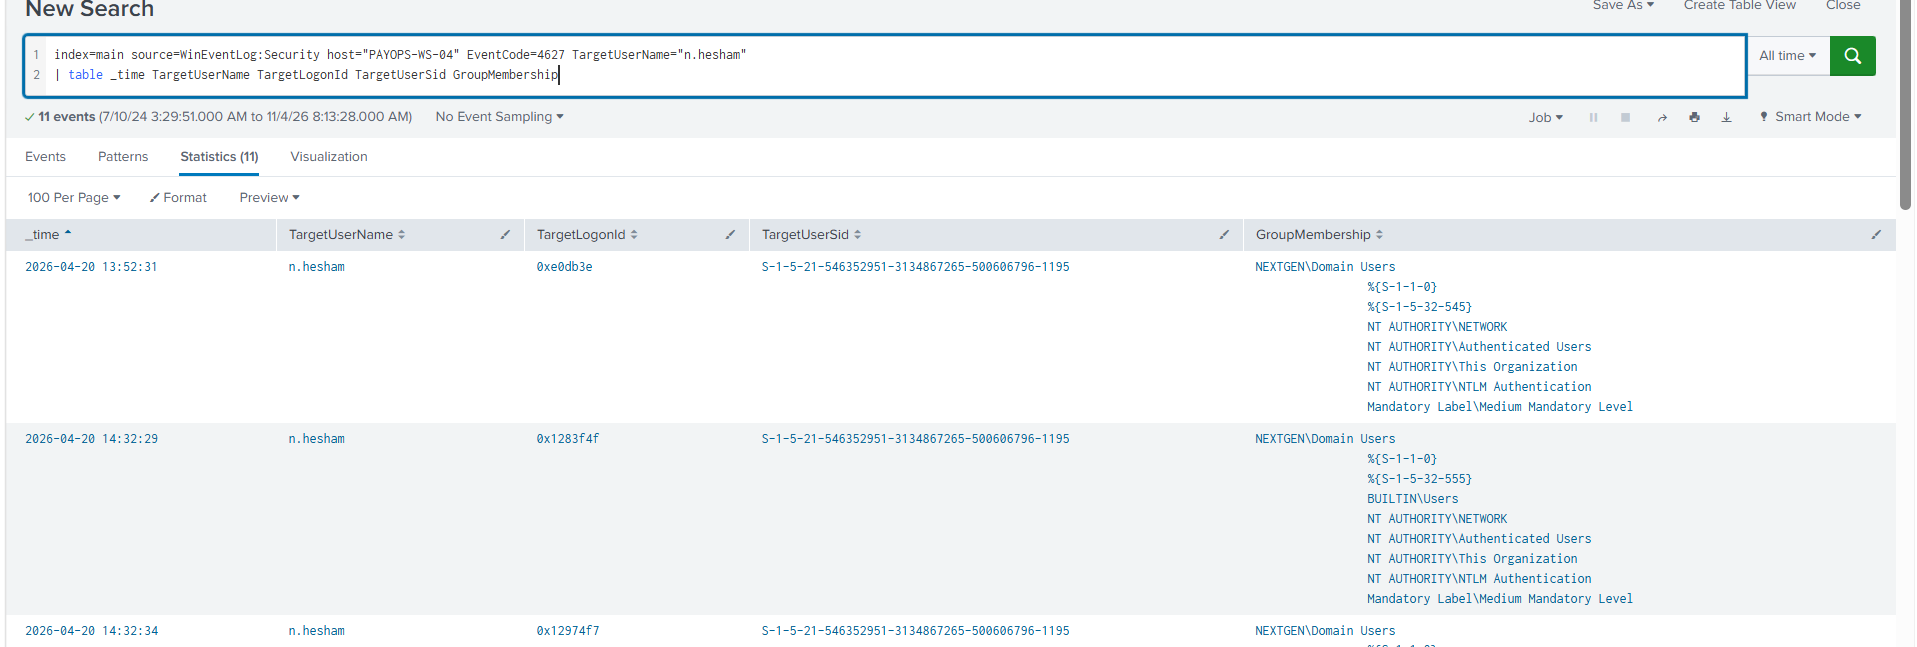 New Search
Save As
Create Table View
Close
1 index=main source=WinEventLog:Security host="PAYOPS-WS-04" EventCode=4627 TargetUserName="n.hesham"
2 | table _time TargetUserName TargetLogonId TargetUserSid GroupMembership
All time
11 events (7/10/24 3:29:51.000 AM to 11/4/26 8:13:28.000 AM)
No Event Sampling
Job
Smart Mode
Events
Patterns
Statistics (11)
Visualization
100 Per Page
Format
Preview
_time TargetUserName TargetLogonId TargetUserSid GroupMembership
2026-04-20 13:52:31 n.hesham 0xe0db3e S-1-5-21-546352951-3134867265-500606796-1195 NEXTGEN\Domain Users
%{S-1-1-0}
%{S-1-5-32-545}
NT AUTHORITY\NETWORK
NT AUTHORITY\Authenticated Users
NT AUTHORITY\This Organization
NT AUTHORITY\NTLM Authentication
Mandatory Label\Medium Mandatory Level
2026-04-20 14:32:29 n.hesham 0x1283f4f S-1-5-21-546352951-3134867265-500606796-1195 NEXTGEN\Domain Users
%{S-1-1-0}
%{S-1-5-32-555}
BUILTIN\Users
NT AUTHORITY\NETWORK
NT AUTHORITY\Authenticated Users
NT AUTHORITY\This Organization
NT AUTHORITY\NTLM Authentication
Mandatory Label\Medium Mandatory Level
2026-04-20 14:32:34 n.hesham 0x12974f7 S-1-5-21-546352951-3134867265-500606796-1195 NEXTGEN\Domain Users